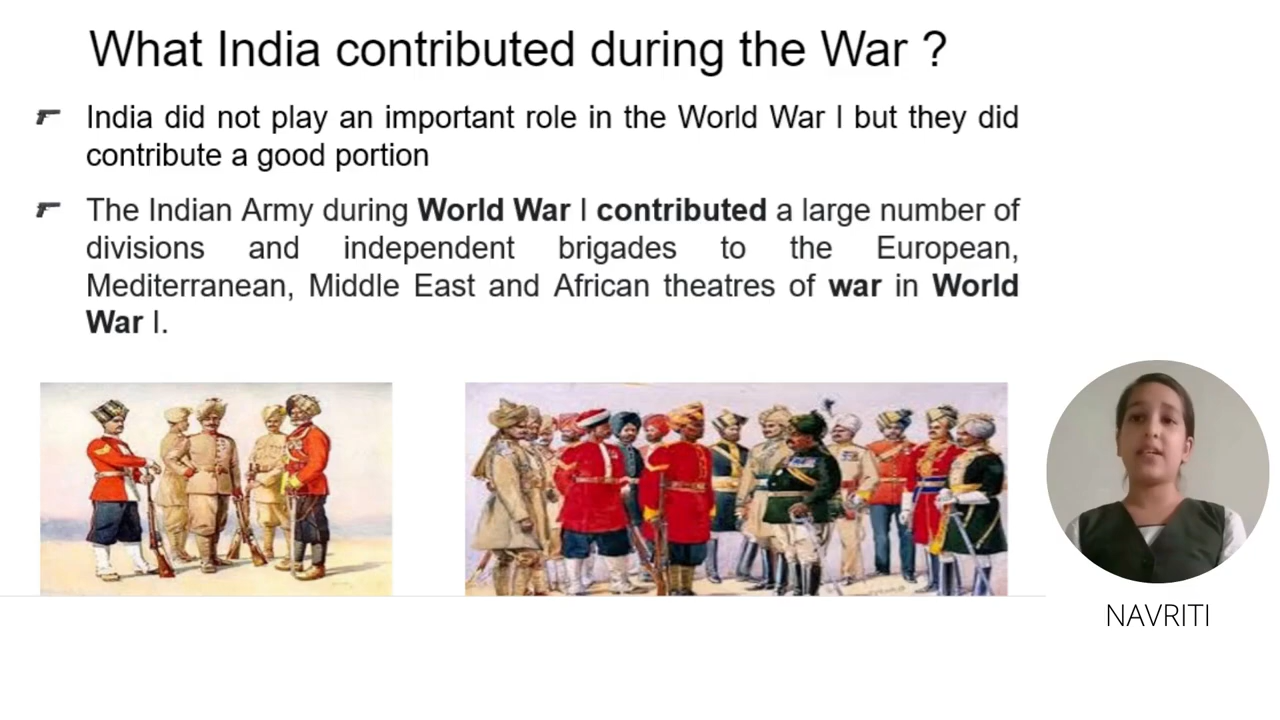 What India contributed during the War ?
India did not play an important role in the World War I but they did
contribute a good portion
The Indian Army during World War I contributed a large number of
divisions and independent brigades to the European,
Mediterranean, Middle East and African theatres of war in World
War I.
NAVRITI